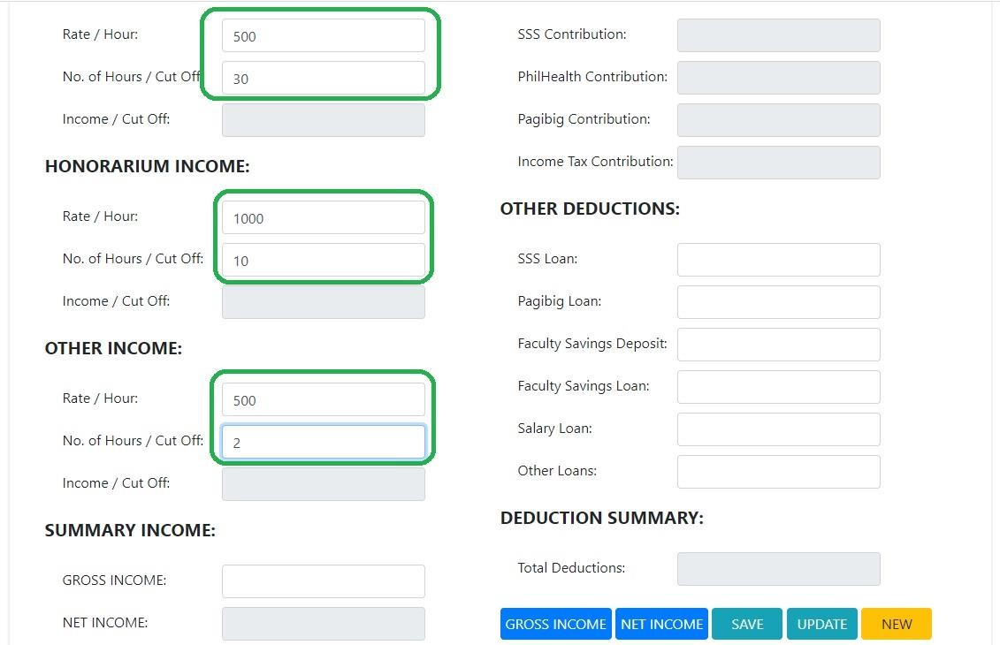 Rate / Hour:
500
No. of Hours / Cut Off
30
Income / Cut Off:
HONORARIUM INCOME:
Rate / Hour:
1000
No. of Hours / Cut Off:
10
Income / Cut Off:
OTHER INCOME:
Rate / Hour:
500
No. of Hours / Cut Off:
2
Income / Cut Off:
SUMMARY INCOME:
GROSS INCOME:
NET INCOME:
SSS Contribution:
PhilHealth Contribution:
Pagibig Contribution:
Income Tax Contribution:
OTHER DEDUCTIONS:
SSS Loan:
Pagibig Loan:
Faculty Savings Deposit:
Faculty Savings Loan:
Salary Loan:
Other Loans:
DEDUCTION SUMMARY:
Total Deductions:
GROSS INCOME NET INCOME SAVE UPDATE NEW